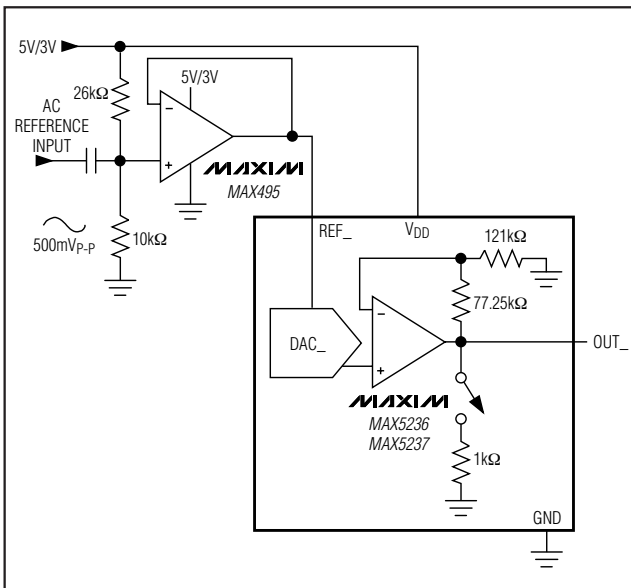 5V/3V
26kΩ
5V/3V
AC
REFERENCE
INPUT
−
+
MAXIM
MAX495
500mVP-P
10kΩ
REF_
VDD
121kΩ
77.25kΩ
−
+
DAC_
OUT_
MAXIM
MAX5236
MAX5237
1kΩ
GND